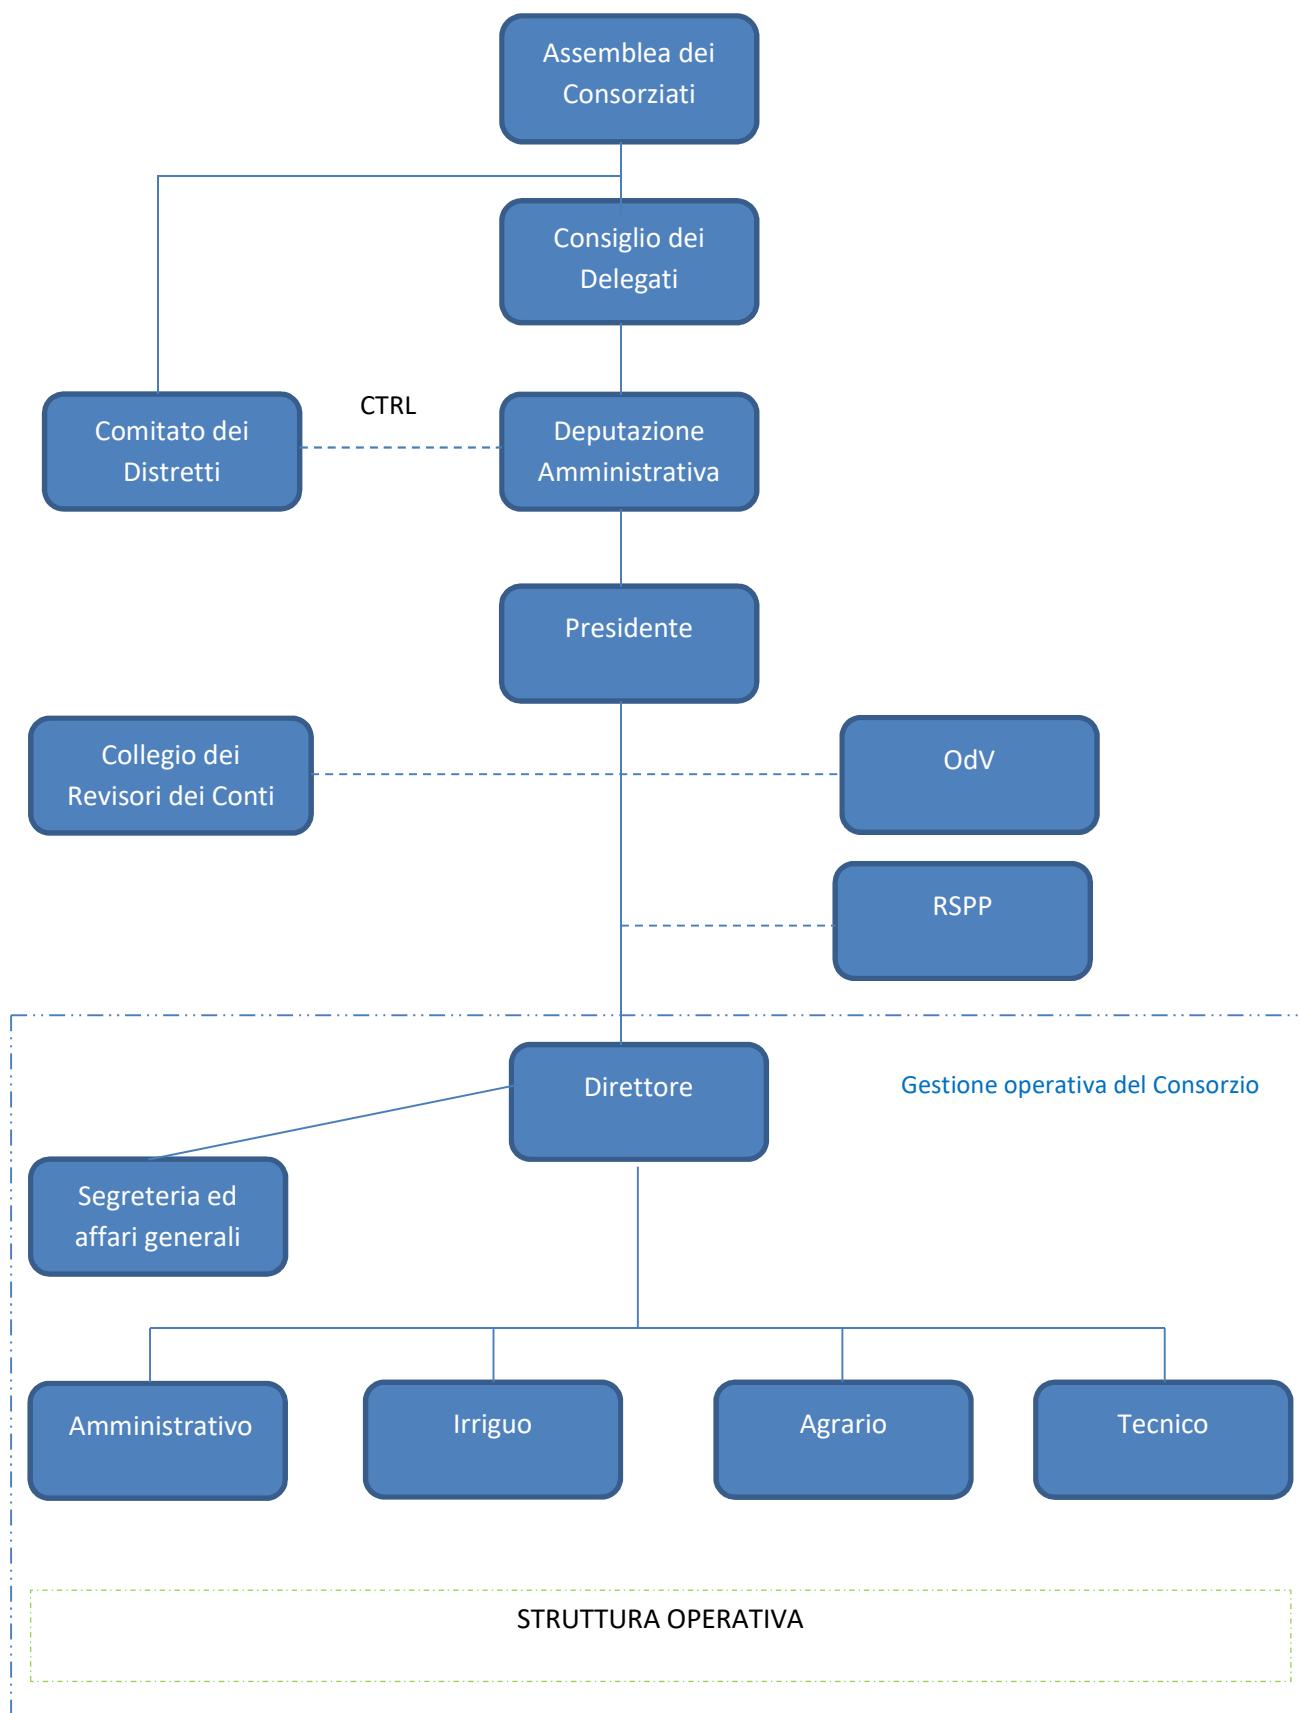 Assemblea dei
Consorziati
Consiglio dei
Delegati
CTRL
Comitato dei
Distretti
Deputazione
Amministrativa
Presidente
Collegio dei
Revisori dei Conti
OdV
RSPP
Direttore
Gestione operativa del Consorzio
Segreteria ed
affari generali
Amministrativo
Irriguo
Agrario
Tecnico
STRUTTURA OPERATIVA